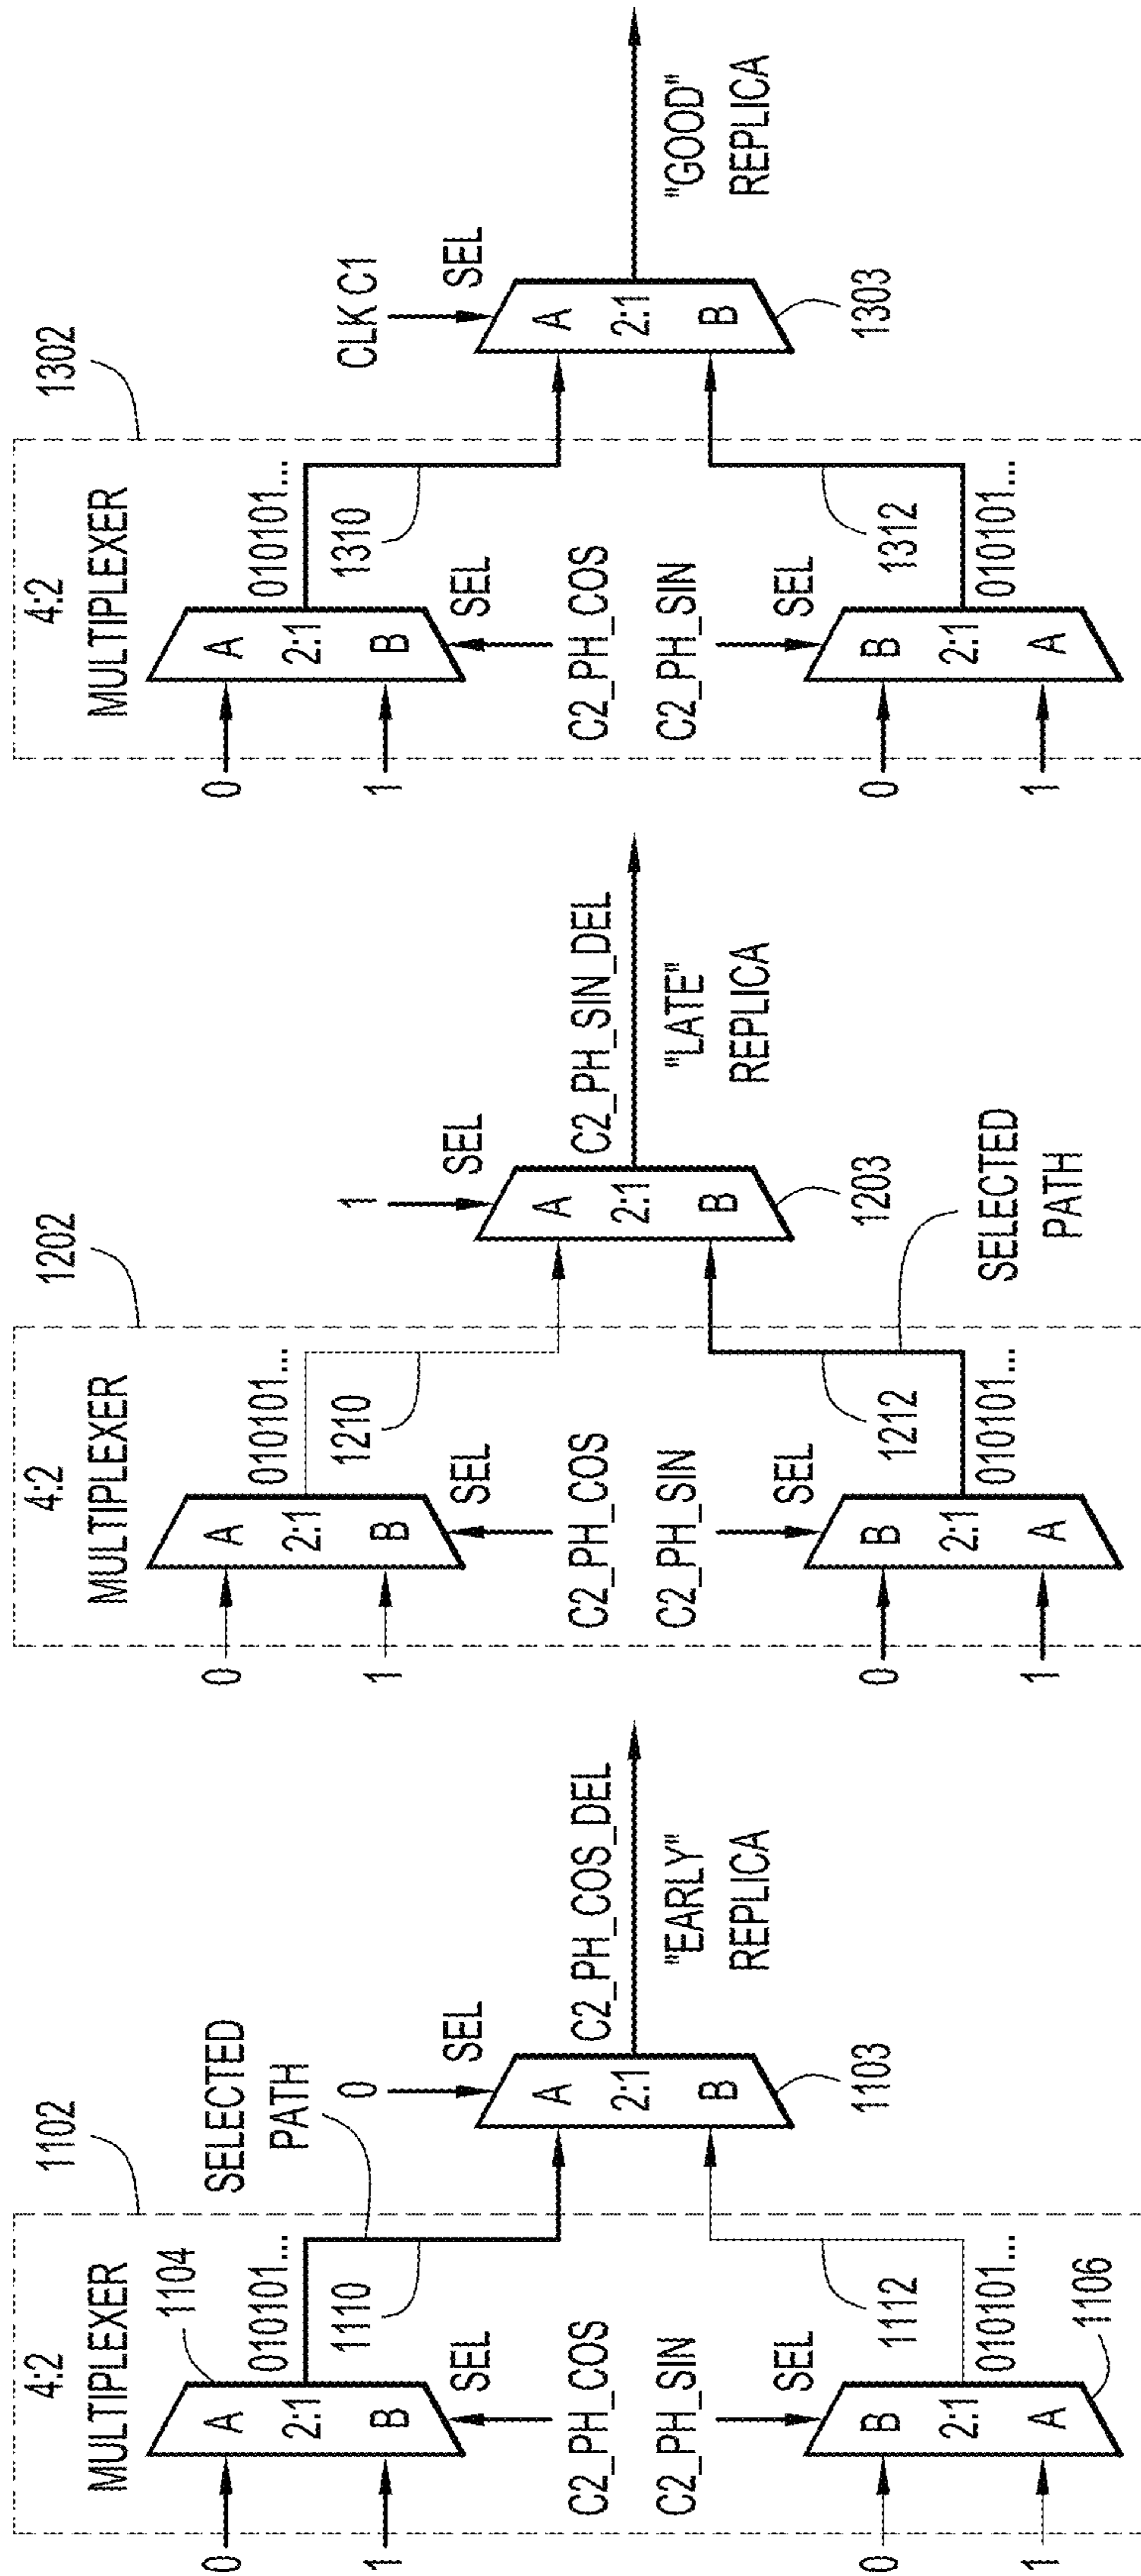 4:2
MULTIPLEXER
1102
1104
0
A
2:1
B
1
010101...
1110
SELECTED
PATH
SEL
C2_PH_COS
C2_PH_SIN
SEL
0
B
2:1
A
1
1112
010101...
1106
0
SEL
A
2:1
B
1103
C2_PH_COS_DEL
"EARLY"
REPLICA
4:2
MULTIPLEXER
1202
0
A
2:1
B
1
010101...
1210
SEL
C2_PH_COS
C2_PH_SIN
SEL
0
B
2:1
A
1
1212
010101...
1
SEL
A
2:1
B
1203
SELECTED
PATH
C2_PH_SIN_DEL
"LATE"
REPLICA
4:2
MULTIPLEXER
1302
0
A
2:1
B
1
010101...
1310
SEL
C2_PH_COS
C2_PH_SIN
SEL
0
B
2:1
A
1
1312
010101...
CLK C1
SEL
A
2:1
B
1303
"GOOD"
REPLICA